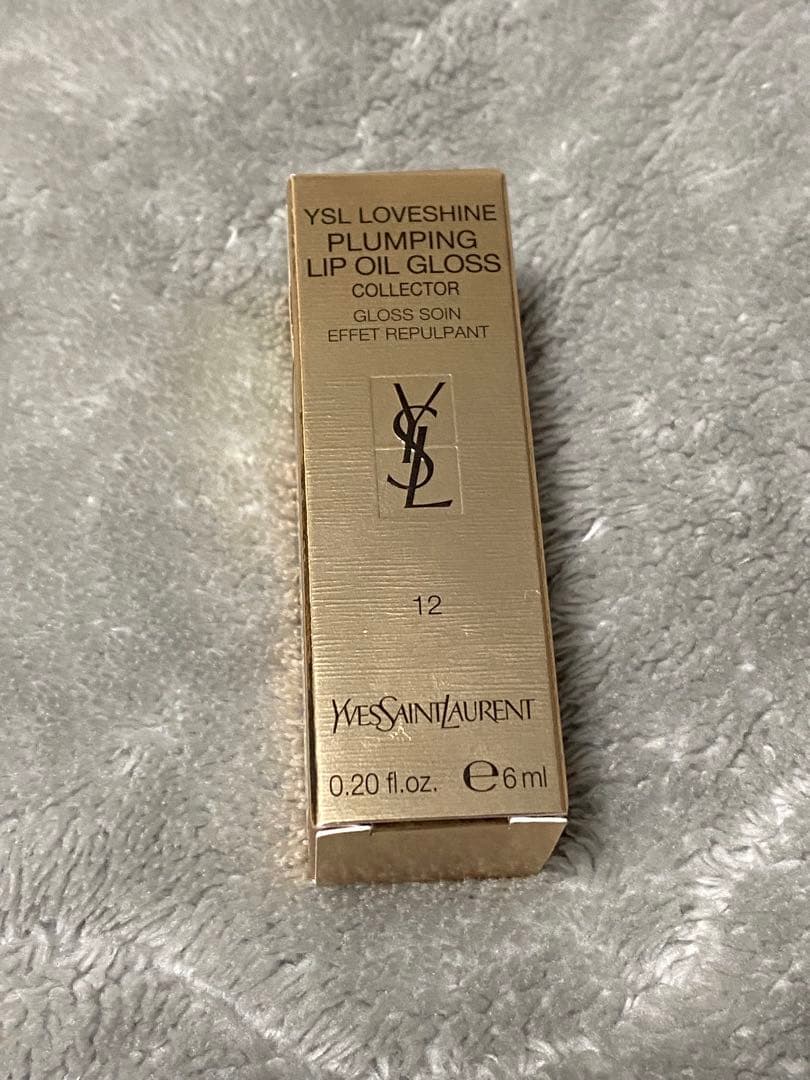 YSL LOVESHINE
PLUMPING
LIP OIL GLOSS
COLLECTOR
GLOSS SOIN
EFFET REPULPANT
YSL
12
YVESSAINTLAURENT
0.20 fl.oz. ℮6 ml